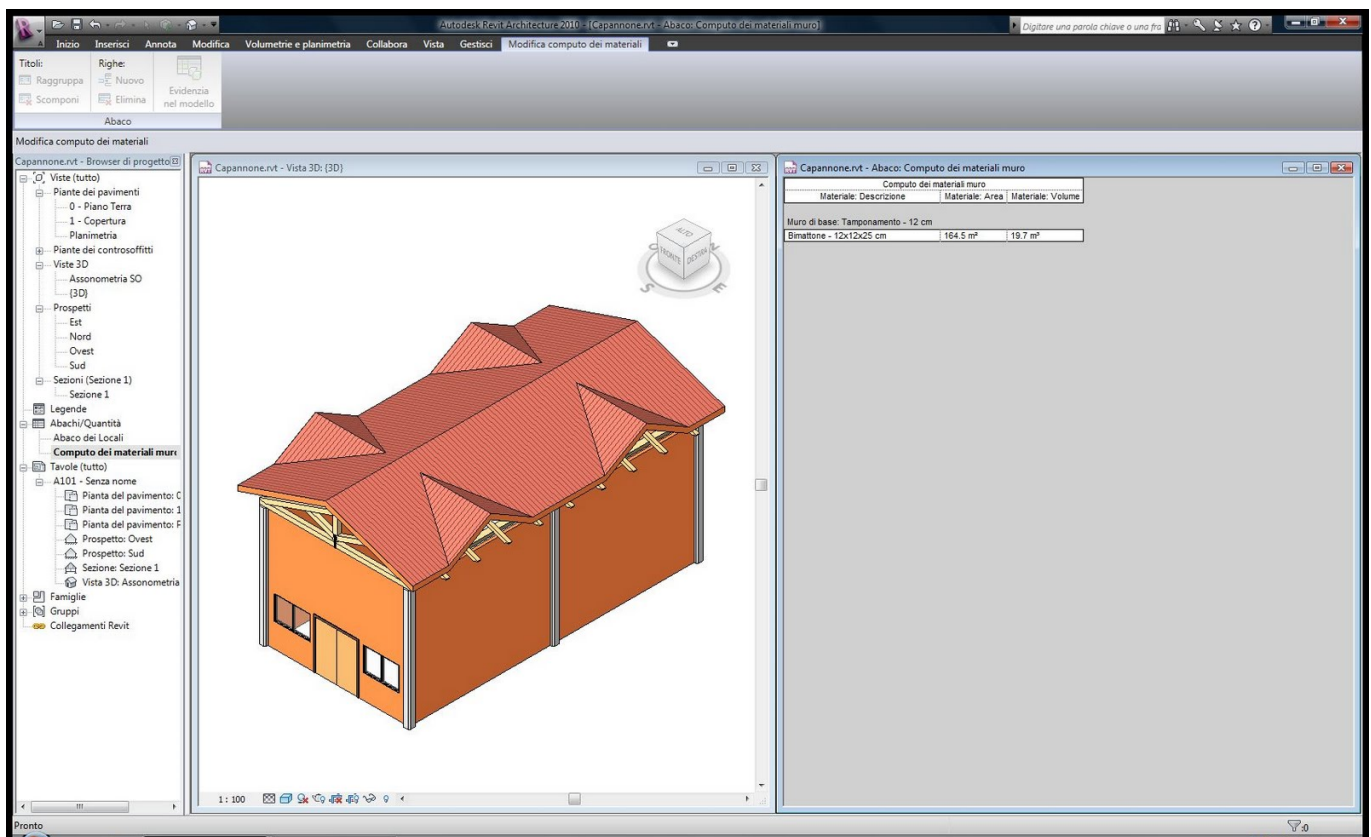 Autodesk Revit Architecture 2010 - [Capannone.rvt - Abaco: Computo dei materiali muro]
Digitare una parola chiave o una fra
Inizio Inserisci Annota Modifica Volumetrie e planimetria Collabora Vista Gestisci Modifica computo dei materiali
Titoli: Righe:
Raggruppa Nuovo
Scomponi Elimina
Evidenzia
nel modello
Abaco
Modifica computo dei materiali
Capannone.rvt - Browser di progetto
Viste (tutto)
Piante dei pavimenti
0 - Piano Terra
1 - Copertura
Planimetria
Piante dei controsoffitti
Viste 3D
Assonometria SO
{3D}
Prospetti
Est
Nord
Ovest
Sud
Sezioni (Sezione 1)
Sezione 1
Legende
Abachi/Quantità
Abaco dei Locali
Computo dei materiali muro
Tavole (tutto)
A101 - Senza nome
Pianta del pavimento: 0
Pianta del pavimento: 1
Pianta del pavimento: P
Prospetto: Ovest
Prospetto: Sud
Sezione: Sezione 1
Vista 3D: Assonometria
Famiglie
Gruppi
Collegamenti Revit
Capannone.rvt - Vista 3D: {3D}
ALTO
FRONTE DESTRA
O N
S E
1 : 100
Capannone.rvt - Abaco: Computo dei materiali muro
Computo dei materiali muro
Materiale: Descrizione Materiale: Area Materiale: Volume
Muro di base: Tamponamento - 12 cm
Bimattone - 12x12x25 cm 164.5 m² 19.7 m³
Pronto
:0